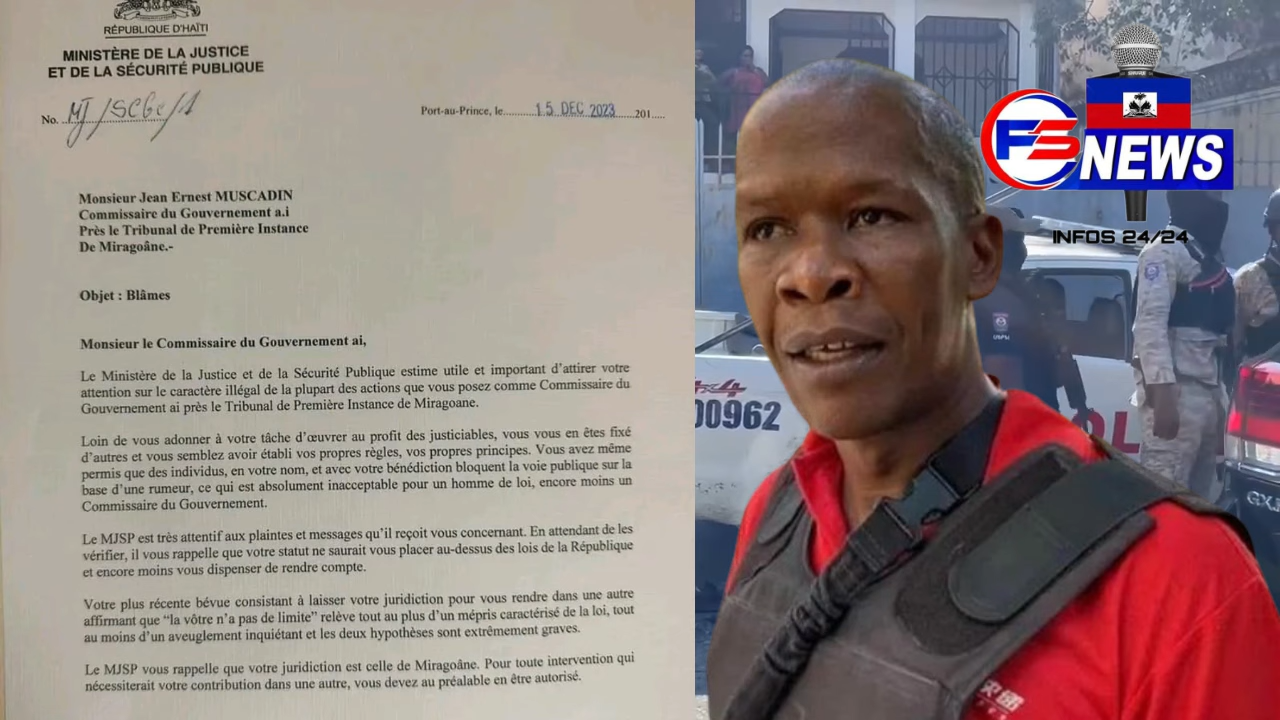 RÉPUBLIQUE D'HAÏTI
MINISTÈRE DE LA JUSTICE
ET DE LA SÉCURITÉ PUBLIQUE
No. MJ/SCBC/1
Port-au-Prince, le............15 DEC 2023......201....
Monsieur Jean Ernest MUSCADIN
Commissaire du Gouvernement a.i
Près le Tribunal de Première Instance
De Miragoâne.-
Objet : Blâmes
Monsieur le Commissaire du Gouvernement ai,
Le Ministère de la Justice et de la Sécurité Publique estime utile et important d'attirer votre
attention sur le caractère illégal de la plupart des actions que vous posez comme Commissaire du
Gouvernement ai près le Tribunal de Première Instance de Miragoane.
Loin de vous adonner à votre tâche d'œuvrer au profit des justiciables, vous vous en êtes fixé
d'autres et vous semblez avoir établi vos propres règles, vos propres principes. Vous avez même
permis que des individus, en votre nom, et avec votre bénédiction bloquent la voie publique sur la
base d'une rumeur, ce qui est absolument inacceptable pour un homme de loi, encore moins un
Commissaire du Gouvernement.
Le MJSP est très attentif aux plaintes et messages qu'il reçoit vous concernant. En attendant de les
vérifier, il vous rappelle que votre statut ne saurait vous placer au-dessus des lois de la République
et encore moins vous dispenser de rendre compte.
Votre plus récente bévue consistant à laisser votre juridiction pour vous rendre dans une autre
affirmant que "la vôtre n'a pas de limite" relève tout au plus d'un mépris caractérisé de la loi, tout
au moins d'un aveuglement inquiétant et les deux hypothèses sont extrêmement graves.
Le MJSP vous rappelle que votre juridiction est celle de Miragoâne. Pour toute intervention qui
nécessiterait votre contribution dans une autre, vous devez au préalable en être autorisé.
FS NEWS
INFOS 24/24
4x4
00962
POL
GXL